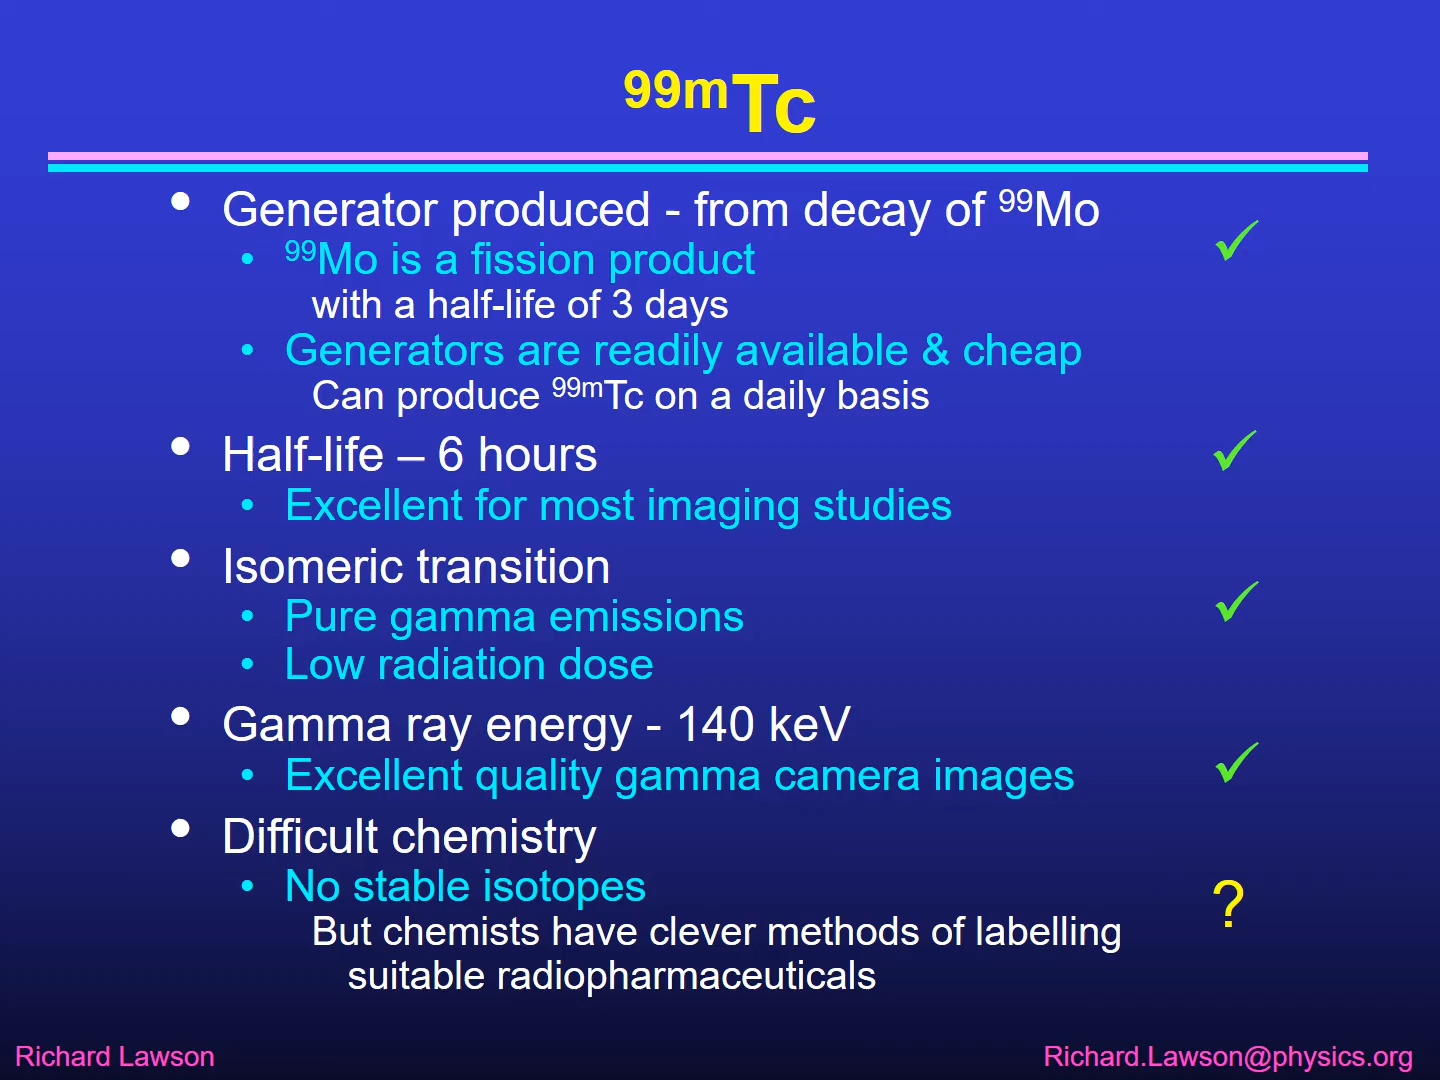 99mTc
• Generator produced - from decay of 99Mo
• 99Mo is a fission product
with a half-life of 3 days
• Generators are readily available & cheap
Can produce 99mTc on a daily basis
✓
• Half-life – 6 hours
• Excellent for most imaging studies
✓
• Isomeric transition
• Pure gamma emissions
• Low radiation dose
✓
• Gamma ray energy - 140 keV
• Excellent quality gamma camera images
✓
• Difficult chemistry
• No stable isotopes
But chemists have clever methods of labelling
suitable radiopharmaceuticals
?
Richard Lawson
Richard.Lawson@physics.org